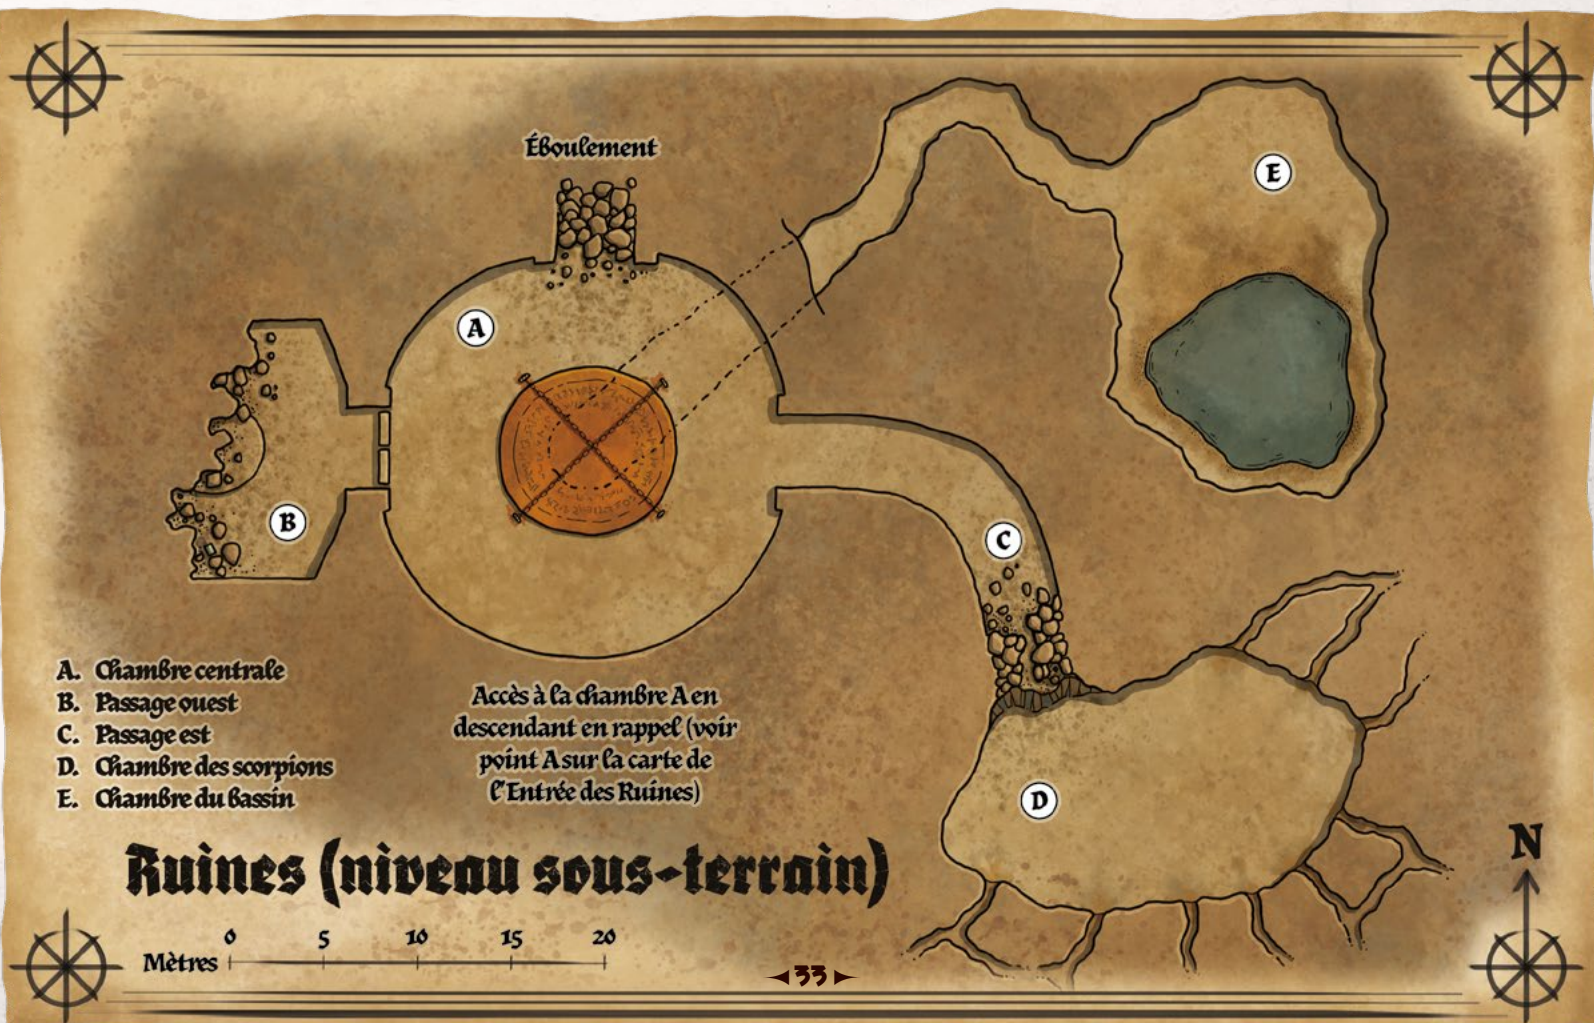 Éboulement
E
A
B
C
D
A. Chambre centrale
B. Passage ouest
C. Passage est
D. Chambre des scorpions
E. Chambre du bassin
Accès à la chambre A en
descendant en rappel (voir
point A sur la carte de
l'Entrée des Ruines)
Ruines (niveau sous-terrain)
Mètres 0 5 10 15 20
33
N